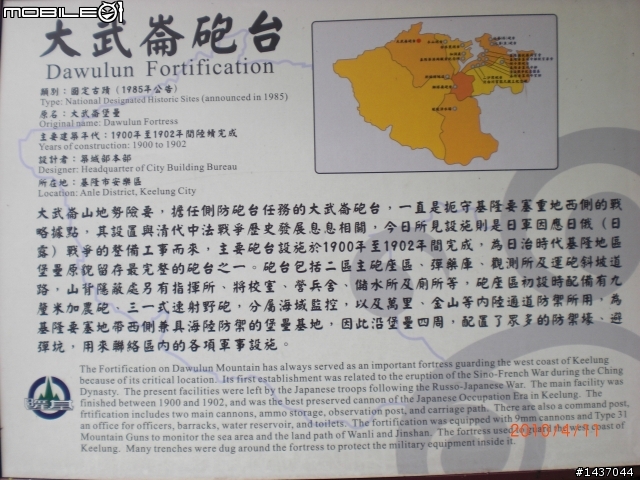 MOBILE01
大武崙砲台
Dawulun Fortification
類別：國定古蹟（1985年公告）
Type: National Designated Historic Sites (announced in 1985)
原名：大武崙堡壘
Original name: Dawulun Fortress
主要建築年代：1900年至1902年間陸續完成
Years of construction: 1900 to 1902
設計者：築城部本部
Designer: Headquarter of City Building Bureau
所在地：基隆市安樂區
Location: Anle District, Keelung City
大武崙山地勢險要，擔任側防砲台任務的大武崙砲台，一直是扼守基隆要塞重地西側的戰
略據點，其設置與清代中法戰爭歷史發展息息相關，今日所見設施則是日軍因應日俄（日
露）戰爭的整備工事而來，主要砲台設施於1900年至1902年間完成，為日治時代基隆地區
堡壘原貌留存最完整的砲台之一。砲台包括二區主砲座區、彈藥庫、觀測所及運砲斜坡道
路，山背隱蔽處另有指揮所、將校室、營兵舍、儲水所及廁所等，砲座區初設時配備有九
釐米加農砲、三一式速射野砲，分屬海域監控，以及萬里、金山等內陸通道防禦所用，為
基隆要塞地帶西側兼具海陸防禦的堡壘基地，因此沿堡壘四周，配置了眾多的防禦壕、避
彈坑，用來聯絡區內的各項軍事設施。
The Fortification on Dawulun Mountain has always served as an important fortress guarding the west coast of Keelung
because of its critical location. Its first establishment was related to the eruption of the Sino-French War during the Ching
Dynasty. The present facilities were left by the Japanese troops following the Russo-Japanese War. The main facility was
finished between 1900 and 1902, and was the best preserved cannon of the Japanese Occupation Era in Keelung. The
frtification includes two main cannons, ammo storage, observation post, and carriage path. There are also a command post,
an office for officers, barracks, water reservoir, and toilets. The fortification was equipped with 9mm cannons and Type 31
Mountain Guns to monitor the sea area and the land path of Wanli and Jinshan. The fortress used to guard the west coast of
Keelung. Many trenches were dug around the fortress to protect the military equipment inside it.
2010/4/11
#1437044